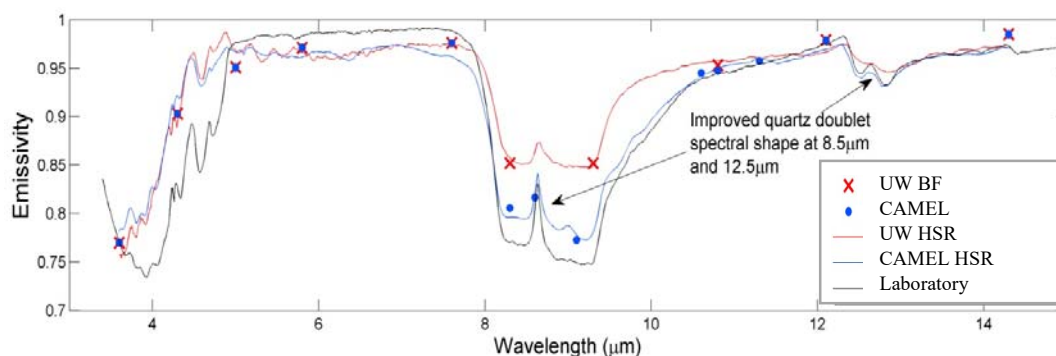 1
0.95
0.9
0.85
0.8
0.75
0.7
Emissivity
4
6
8
10
12
14
Wavelength (μm)
Improved quartz doublet
spectral shape at 8.5μm
and 12.5μm
UW BF
CAMEL
UW HSR
CAMEL HSR
Laboratory